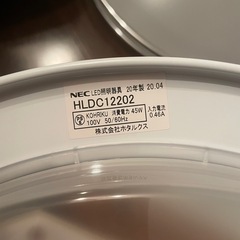 NEC LED照明器具 20年製 20.04
HLDC12202
KOHRIKU 消費電力 45W 入力電流
100V 50/60Hz 0.46A
株式会社ホタルクス